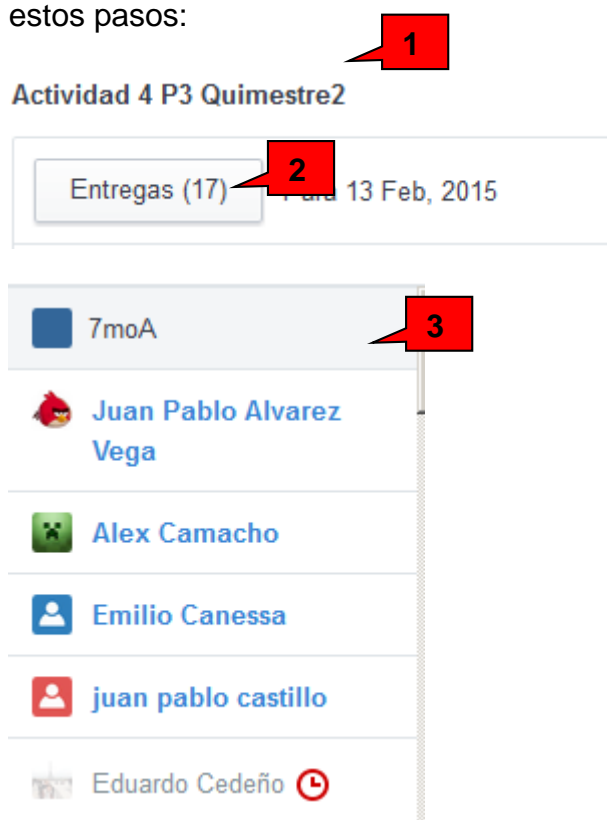 estos pasos:
1
Actividad 4 P3 Quimestre2
2
Entregas (17) Para 13 Feb, 2015
7moA
3
Juan Pablo Alvarez
Vega
Alex Camacho
Emilio Canessa
juan pablo castillo
Eduardo Cedeño